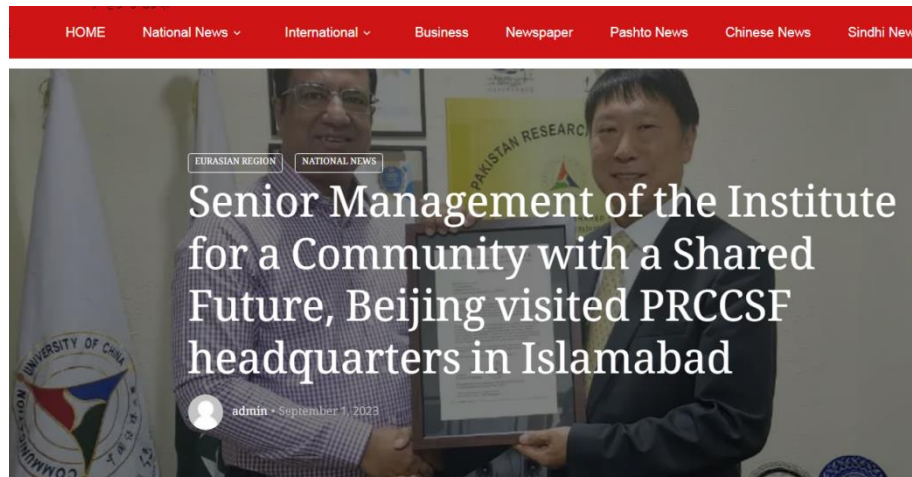 HOME National News International Business Newspaper Pashto News Chinese News Sindhi New
PAKISTAN RESEARC
EURASIAN REGION NATIONAL NEWS
Senior Management of the Institute
for a Community with a Shared
Future, Beijing visited PRCCSF
headquarters in Islamabad
admin • September 1, 2023
COMMUNICATION UNIVERSITY OF CHINA